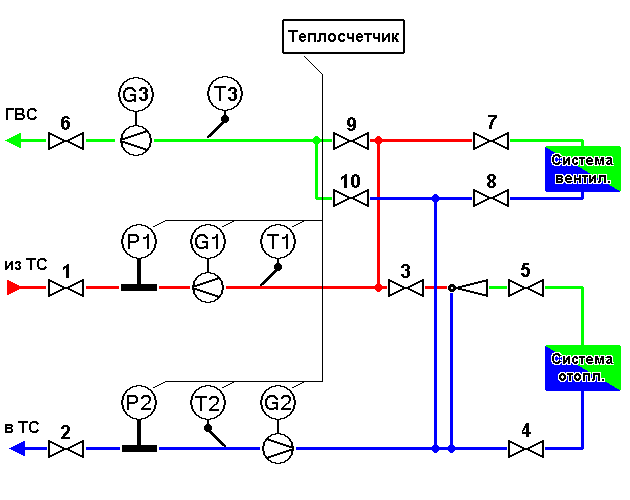 Теплосчетчик
G3
T3
ГВС
6
9
7
Система
вентил.
10
8
P1
G1
T1
из ТС
1
3
5
Система
отопл.
P2
T2
G2
в ТС
2
4